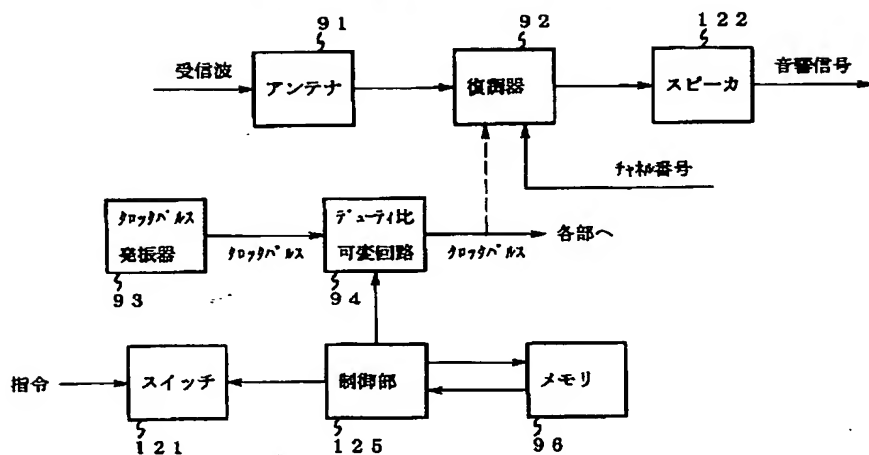 91
92
122
受信波
アンテナ
復調器
スピーカ
音響信号
チャネル番号
クロックパルス
発振器
クロックパルス
デューティ比
可変回路
クロックパルス
各部へ
93
94
指令
スイッチ
制御部
メモリ
121
125
96